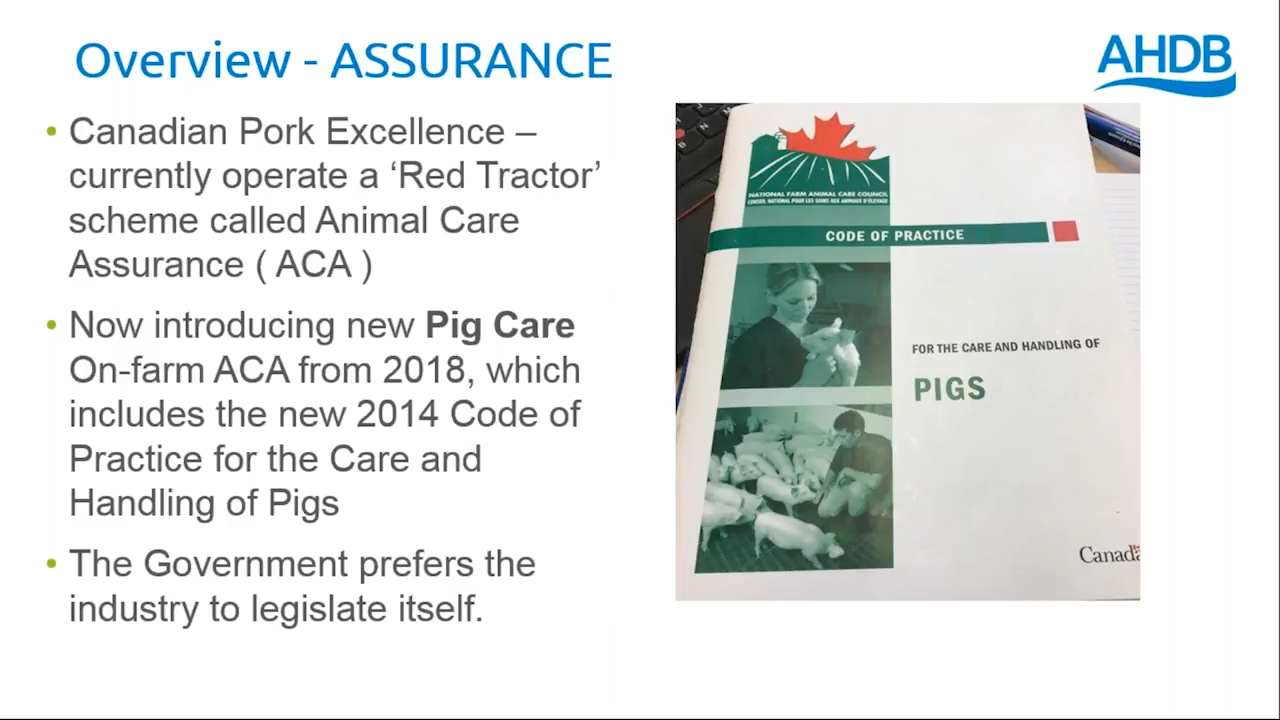 Overview - ASSURANCE
AHDB
• Canadian Pork Excellence –
currently operate a ‘Red Tractor’
scheme called Animal Care
Assurance ( ACA )
• Now introducing new Pig Care
On-farm ACA from 2018, which
includes the new 2014 Code of
Practice for the Care and
Handling of Pigs
• The Government prefers the
industry to legislate itself.
NATIONAL FARM ANIMAL CARE COUNCIL
CONSEIL NATIONAL POUR LES SOINS AUX ANIMAUX D'ÉLEVAGE
CODE OF PRACTICE
FOR THE CARE AND HANDLING OF
PIGS
Canada